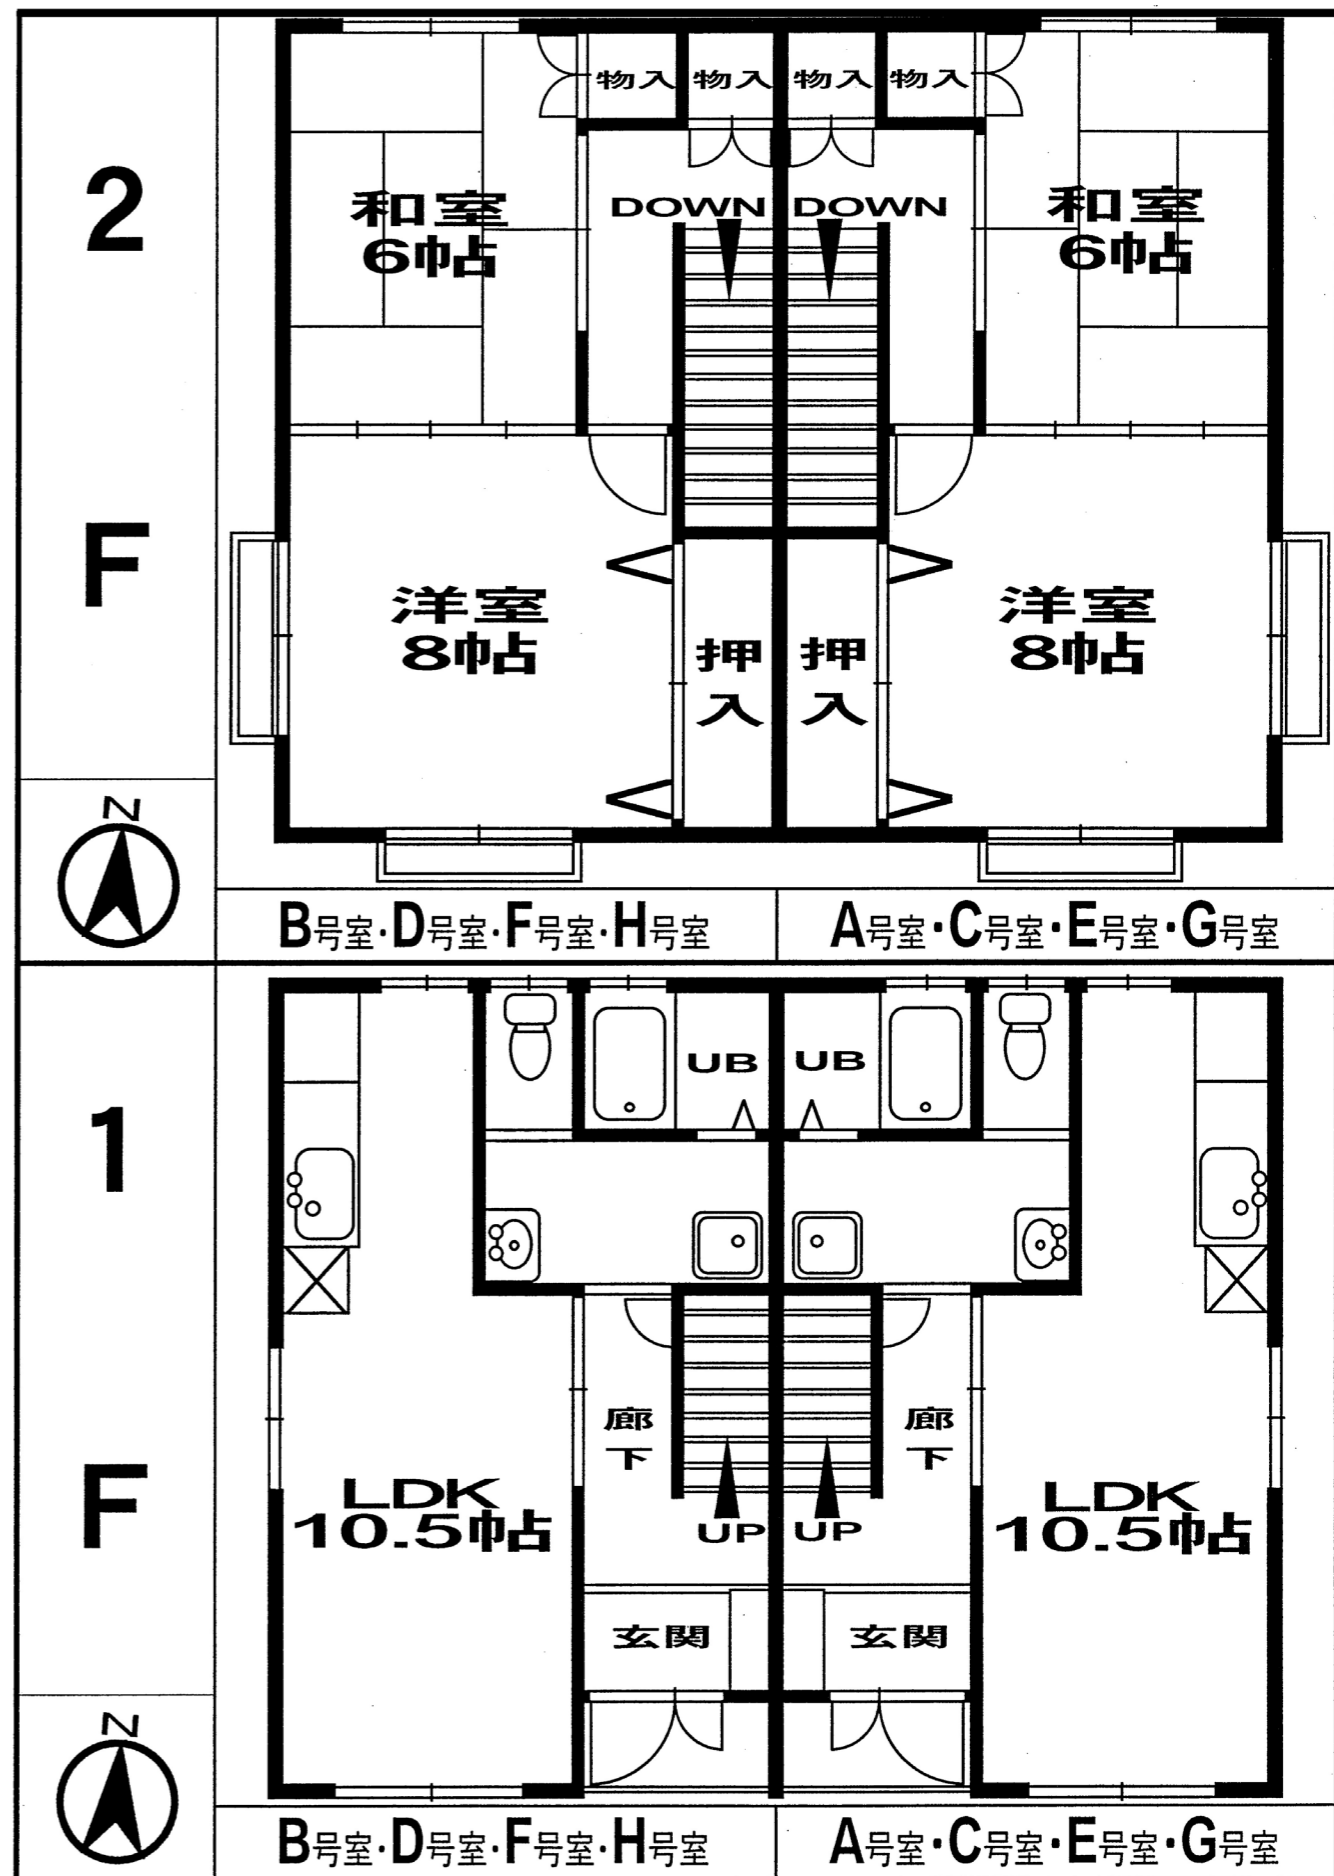 2
F
N
物入 物入 物入 物入
DOWN DOWN
和室
6帖
和室
6帖
洋室
8帖
押入
押入
洋室
8帖
B号室・D号室・F号室・H号室
A号室・C号室・E号室・G号室
1
F
N
UB UB
廊下
廊下
LDK
10.5帖
UP UP
LDK
10.5帖
玄関 玄関
B号室・D号室・F号室・H号室
A号室・C号室・E号室・G号室